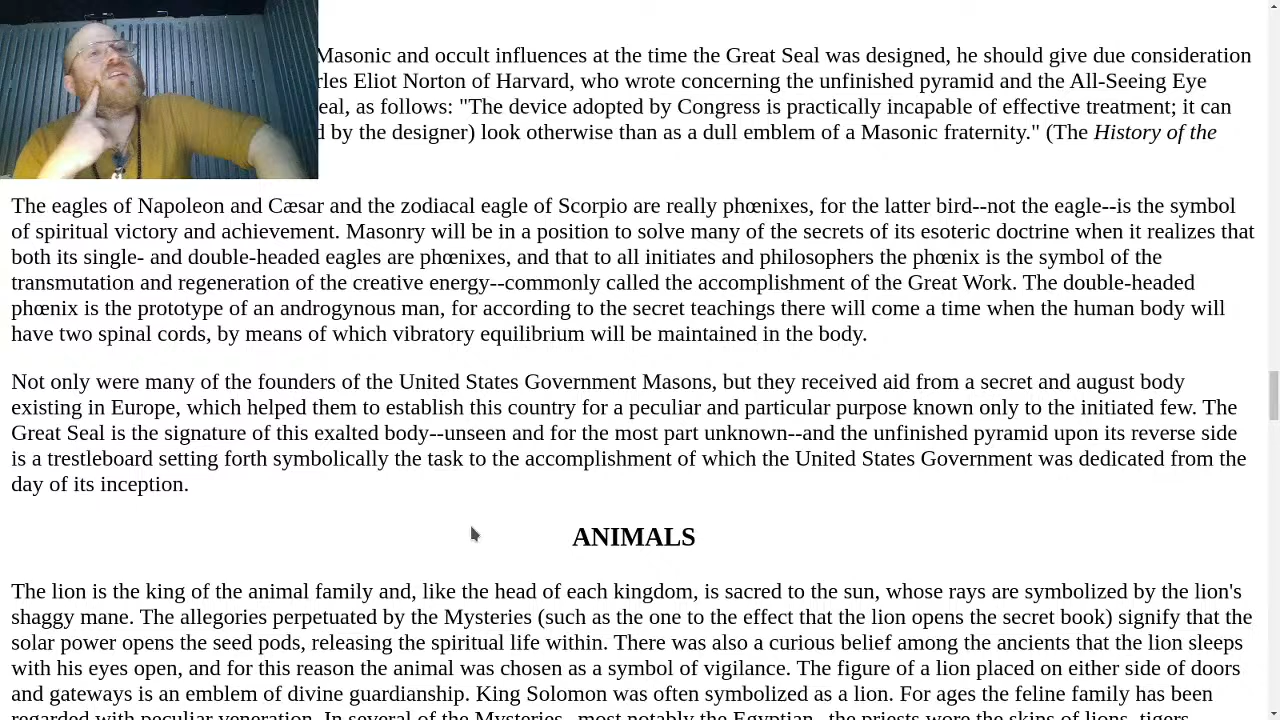 Masonic and occult influences at the time the Great Seal was designed, he should give due consideration
Eliot Norton of Harvard, who wrote concerning the unfinished pyramid and the All-Seeing Eye
as follows: "The device adopted by Congress is practically incapable of effective treatment; it can
by the designer) look otherwise than as a dull emblem of a Masonic fraternity." (The History of the
The eagles of Napoleon and Cæsar and the zodiacal eagle of Scorpio are really phœnixes, for the latter bird--not the eagle--is the symbol
of spiritual victory and achievement. Masonry will be in a position to solve many of the secrets of its esoteric doctrine when it realizes that
both its single- and double-headed eagles are phœnixes, and that to all initiates and philosophers the phœnix is the symbol of the
transmutation and regeneration of the creative energy--commonly called the accomplishment of the Great Work. The double-headed
phœnix is the prototype of an androgynous man, for according to the secret teachings there will come a time when the human body will
have two spinal cords, by means of which vibratory equilibrium will be maintained in the body.
Not only were many of the founders of the United States Government Masons, but they received aid from a secret and august body
existing in Europe, which helped them to establish this country for a peculiar and particular purpose known only to the initiated few. The
Great Seal is the signature of this exalted body--unseen and for the most part unknown--and the unfinished pyramid upon its reverse side
is a trestleboard setting forth symbolically the task to the accomplishment of which the United States Government was dedicated from the
day of its inception.
ANIMALS
The lion is the king of the animal family and, like the head of each kingdom, is sacred to the sun, whose rays are symbolized by the lion's
shaggy mane. The allegories perpetuated by the Mysteries (such as the one to the effect that the lion opens the secret book) signify that the
solar power opens the seed pods, releasing the spiritual life within. There was also a curious belief among the ancients that the lion sleeps
with his eyes open, and for this reason the animal was chosen as a symbol of vigilance. The figure of a lion placed on either side of doors
and gateways is an emblem of divine guardianship. King Solomon was often symbolized as a lion. For ages the feline family has been
regarded with peculiar veneration. In several of the Mysteries--most notably the Egyptian--the priests wore the skins of lions, tigers,